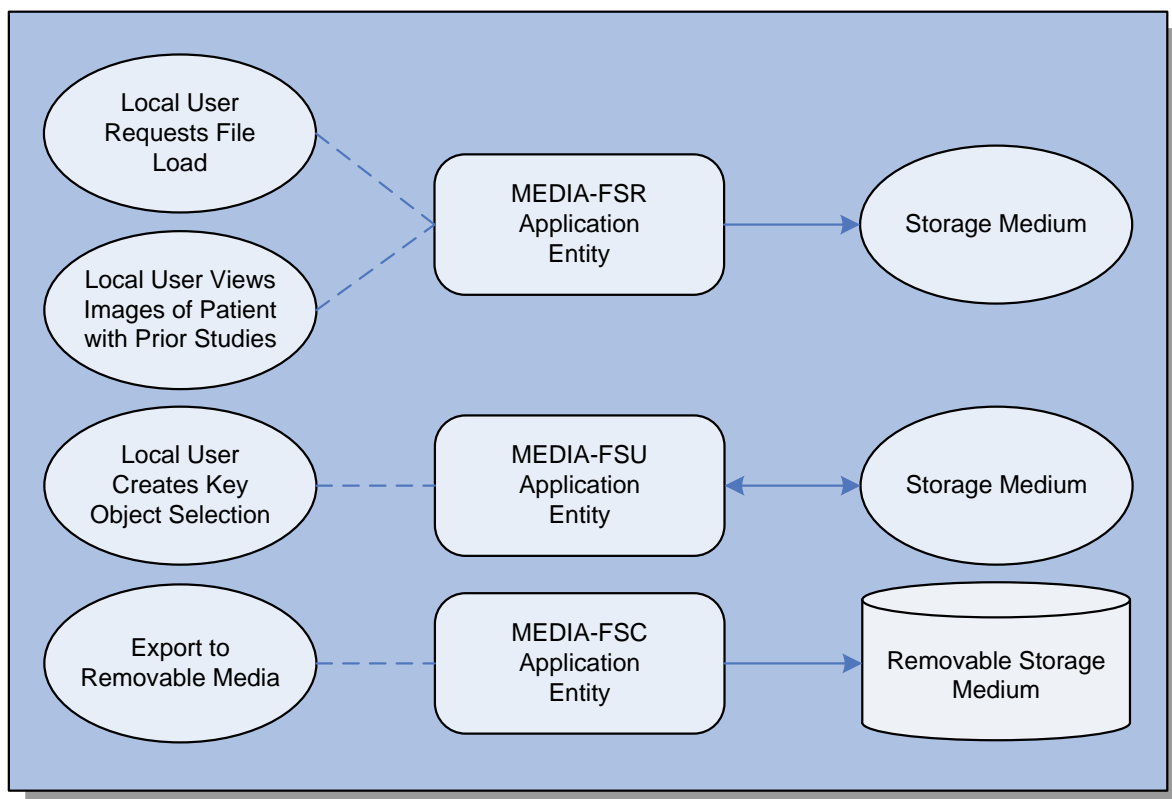 Local User
Requests File
Load
MEDIA-FSR
Application
Entity
Storage Medium
Local User Views
Images of Patient
with Prior Studies
Local User
Creates Key
Object Selection
MEDIA-FSU
Application
Entity
Storage Medium
Export to
Removable Media
MEDIA-FSC
Application
Entity
Removable Storage
Medium